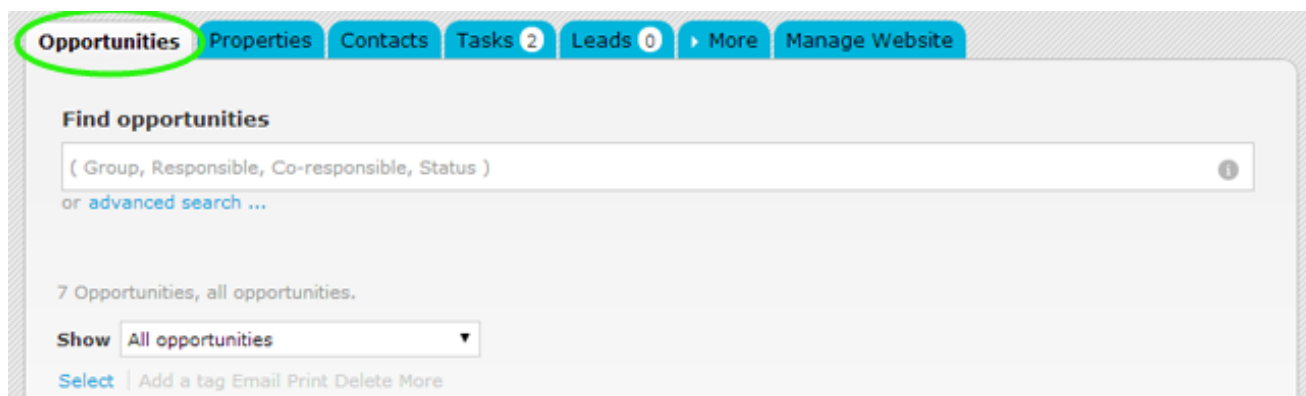 Opportunities Properties Contacts Tasks 2 Leads 0 More Manage Website
Find opportunities
( Group, Responsible, Co-responsible, Status )
or advanced search ...
7 Opportunities, all opportunities.
Show All opportunities
Select | Add a tag Email Print Delete More